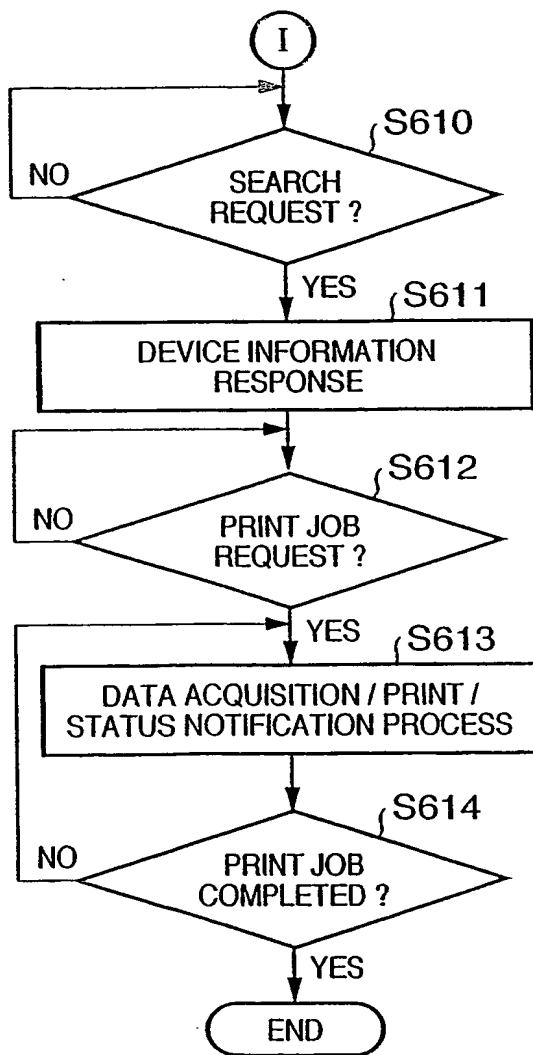 I
S610
SEARCH
REQUEST ?
NO
YES
S611
DEVICE INFORMATION
RESPONSE
S612
PRINT JOB
REQUEST ?
NO
YES
S613
DATA ACQUISITION / PRINT /
STATUS NOTIFICATION PROCESS
S614
PRINT JOB
COMPLETED ?
NO
YES
END